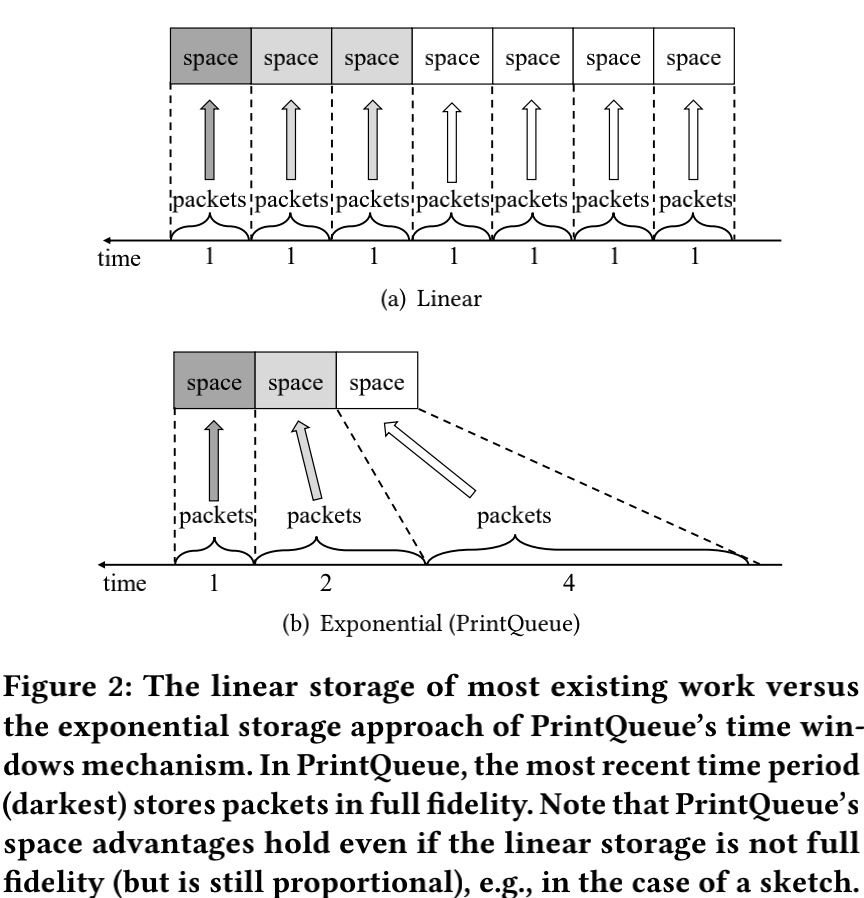 space space space space space space space
packets packets packets packets packets packets packets
time 1 1 1 1 1 1 1
(a) Linear
space space space
packets packets packets
time 1 2 4
(b) Exponential (PrintQueue)
Figure 2: The linear storage of most existing work versus
the exponential storage approach of PrintQueue's time win-
dows mechanism. In PrintQueue, the most recent time period
(darkest) stores packets in full fidelity. Note that PrintQueue's
space advantages hold even if the linear storage is not full
fidelity (but is still proportional), e.g., in the case of a sketch.